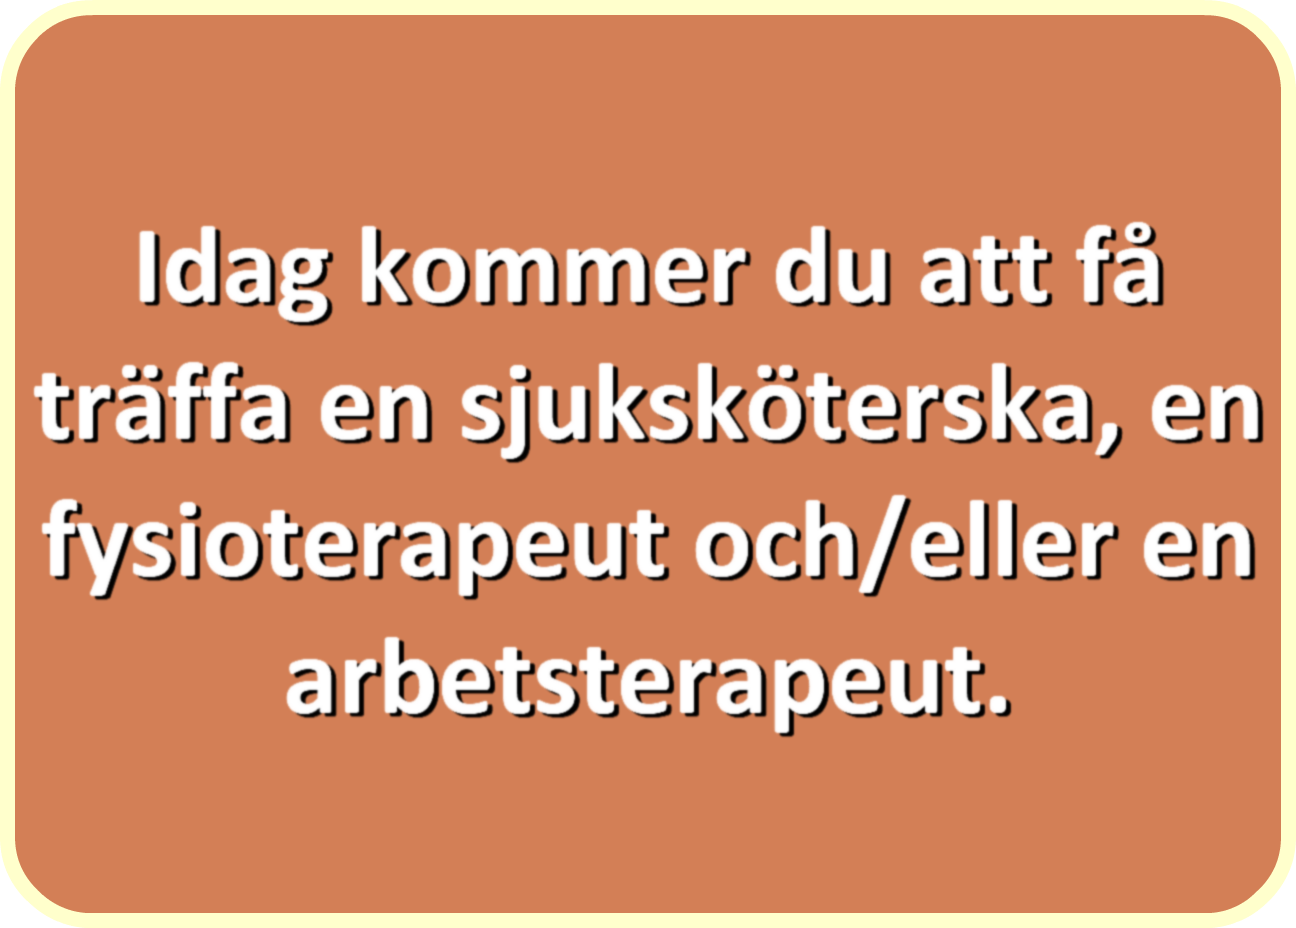 Idag kommer du att få
träffa en sjuksköterska, en
fysioterapeut och/eller en
arbetsterapeut.